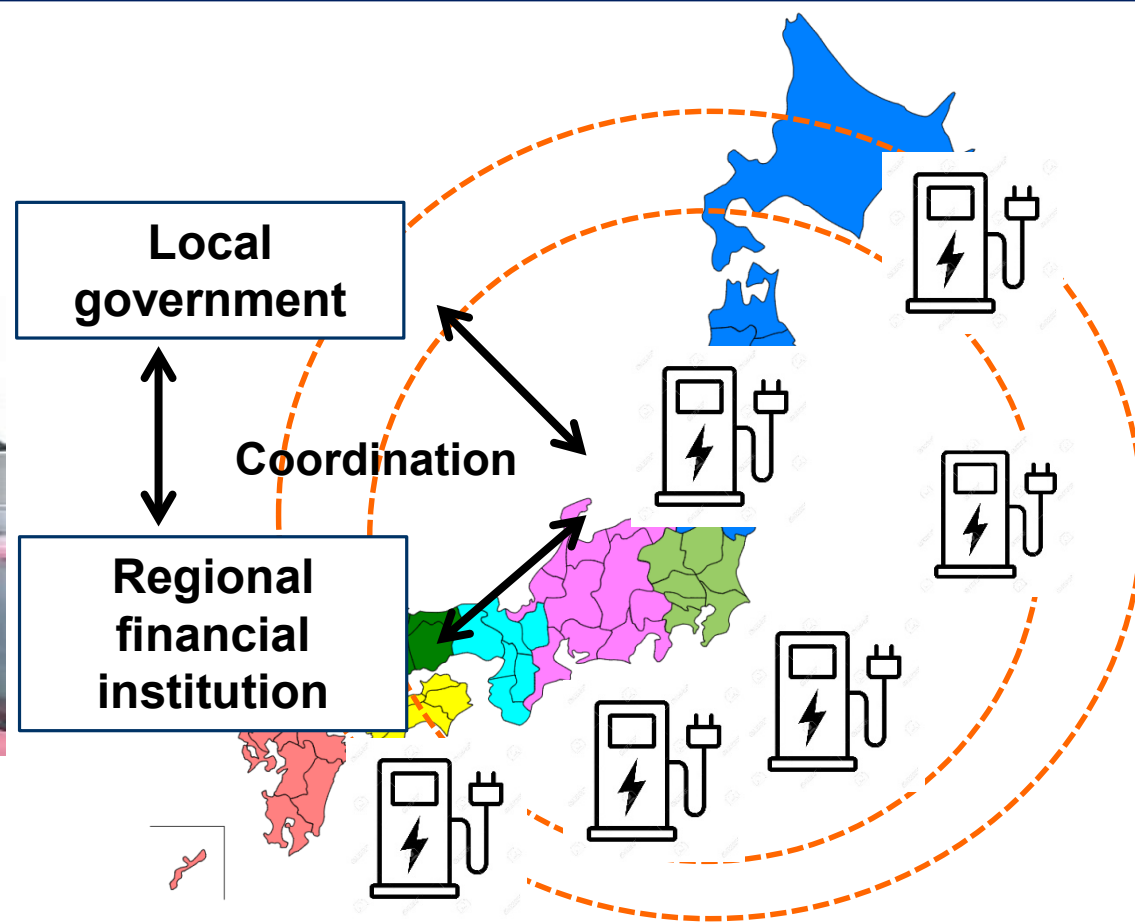 Local
government
Coordination
Regional
financial
institution